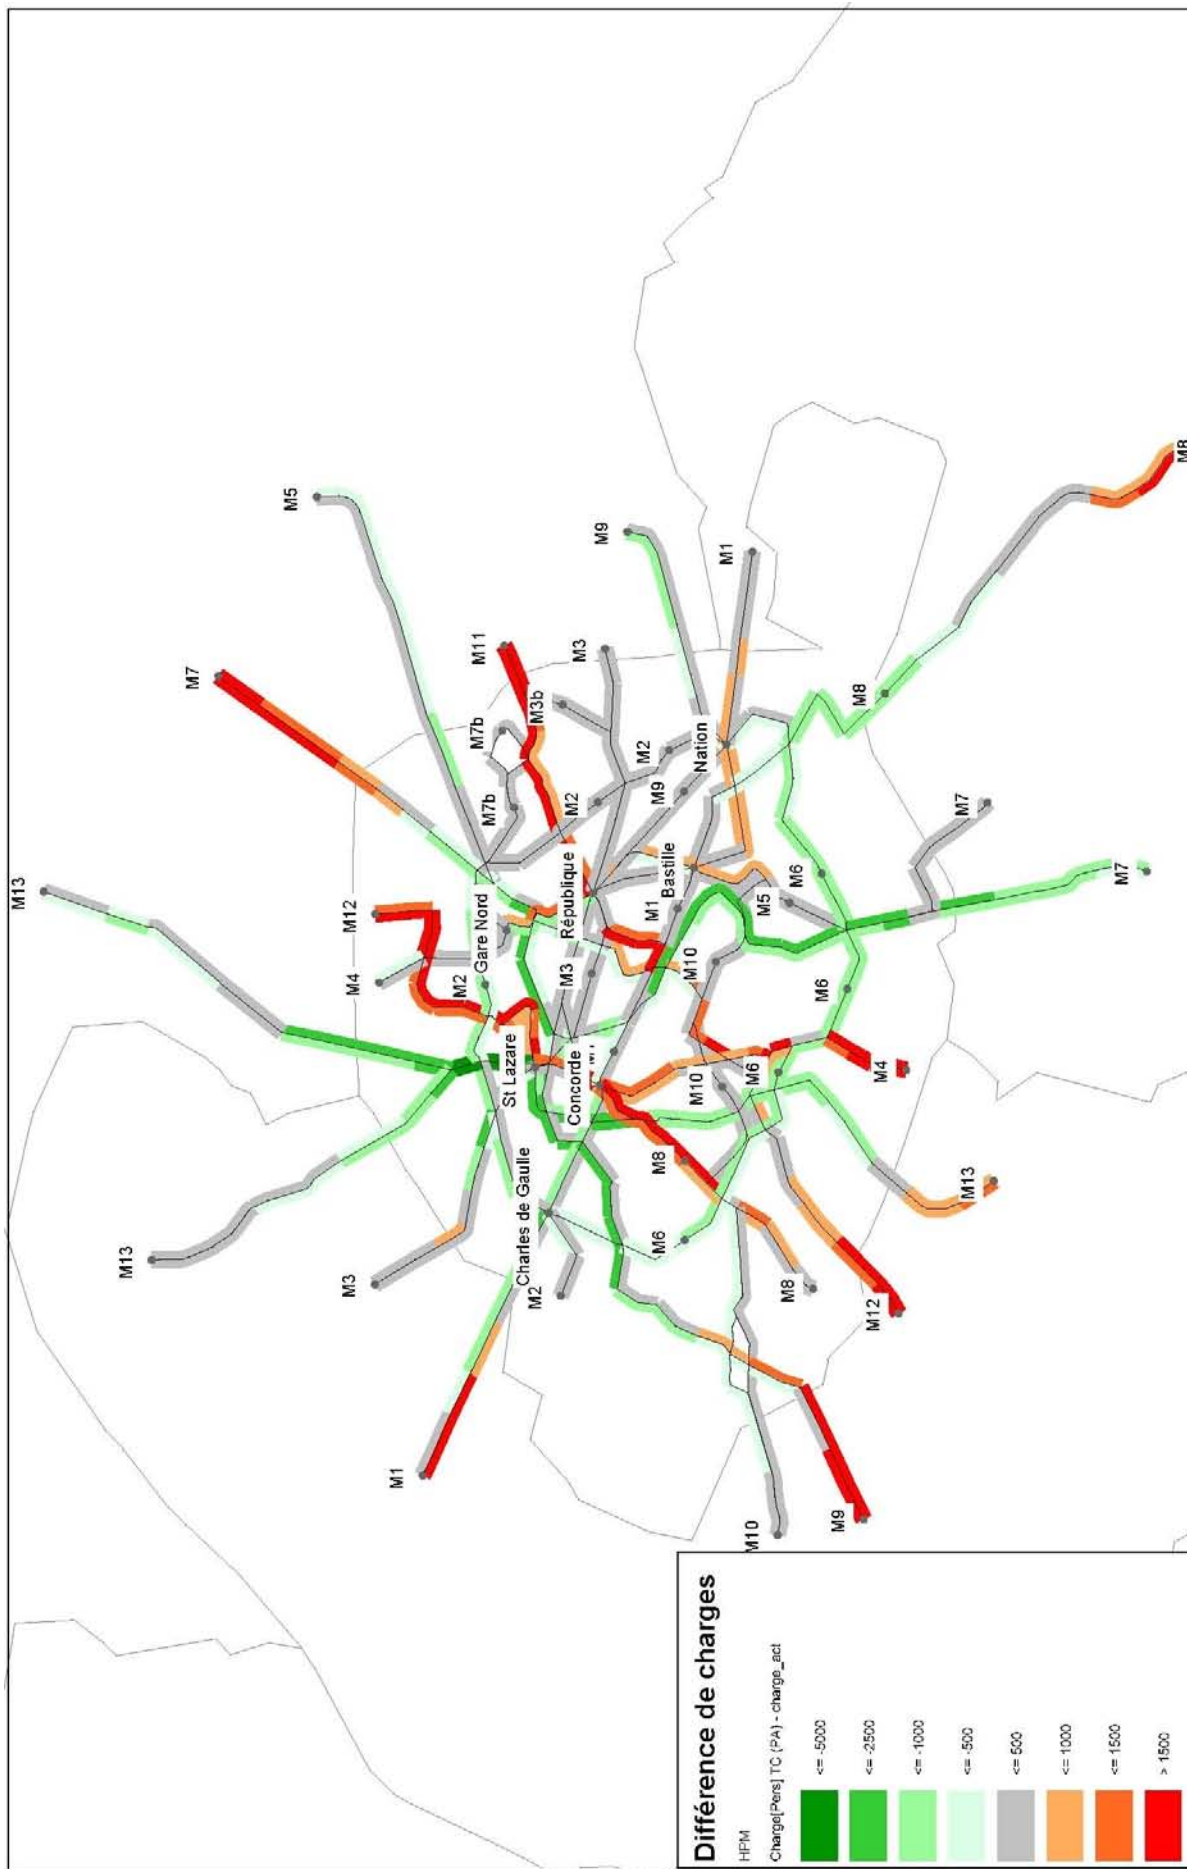 M13
M5
M7
M12
M11
M9
M3
M1
M3b
M7b
M7b
M2
M2
M9
Nation
M4
M2
Gare Nord
République
Bastille
M1
M3
M10
M5
M6
M7
M7
M8
M8
M13
M3
M1
M2
St Lazare
Concorde
Charles de Gaulle
M6
M8
M10
M6
M6
M4
M13
M12
M8
M9
M10
Différence de charges
HPM
Charge[Pers] TC (PA) - charge_act
<= -5000
<= -2500
<= -1000
<= -500
<= 500
<= 1000
<= 1500
> 1500